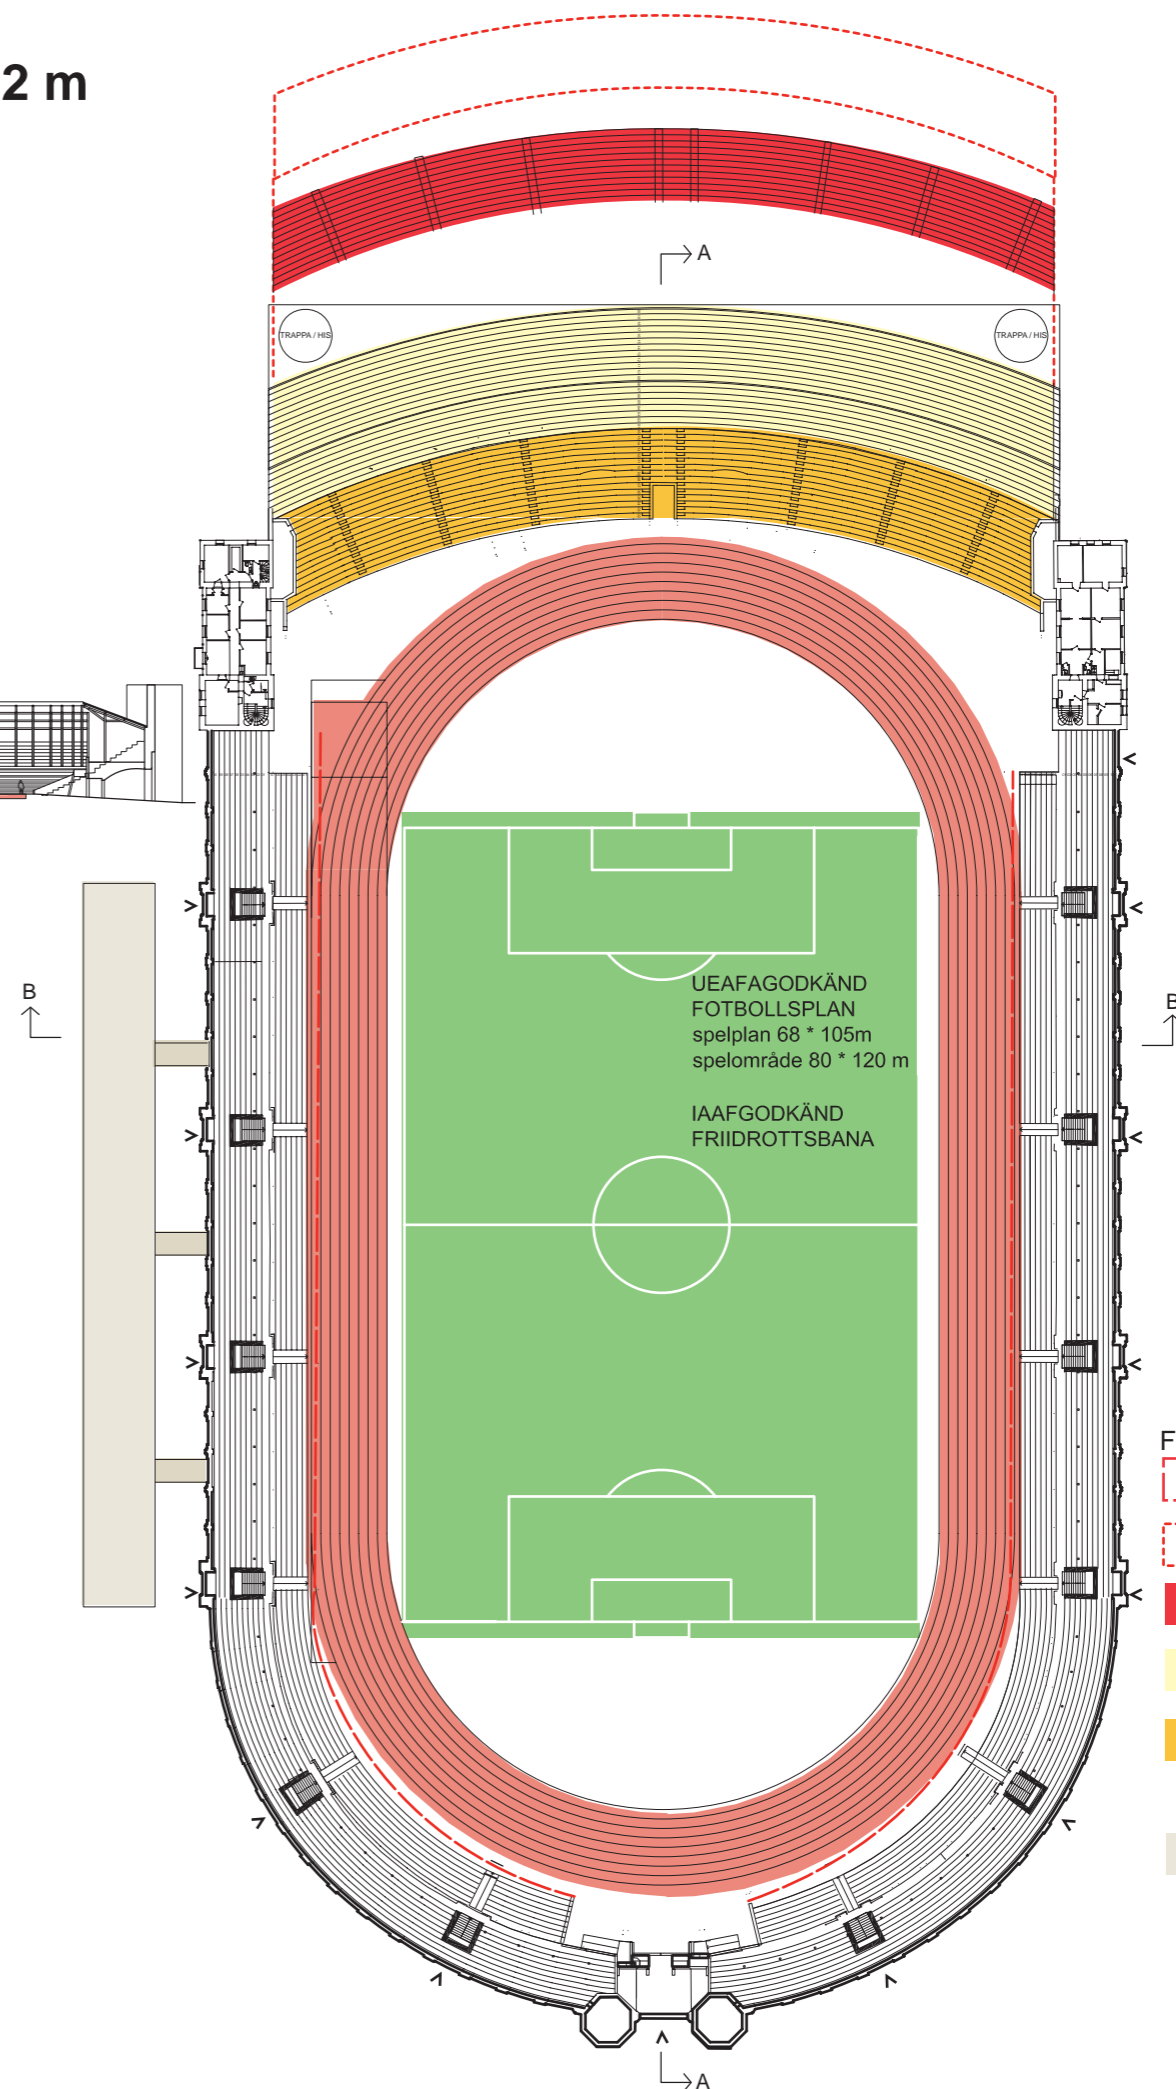 2 m
A
TRAPPA / HIS
TRAPPA / HIS
UEAFAGODKÄND
FOTBOLLSPLAN
spelplan 68 * 105m
spelområde 80 * 120 m
IAAFGODKÄND
FRIIDROTTSBANA
B
B
F
A